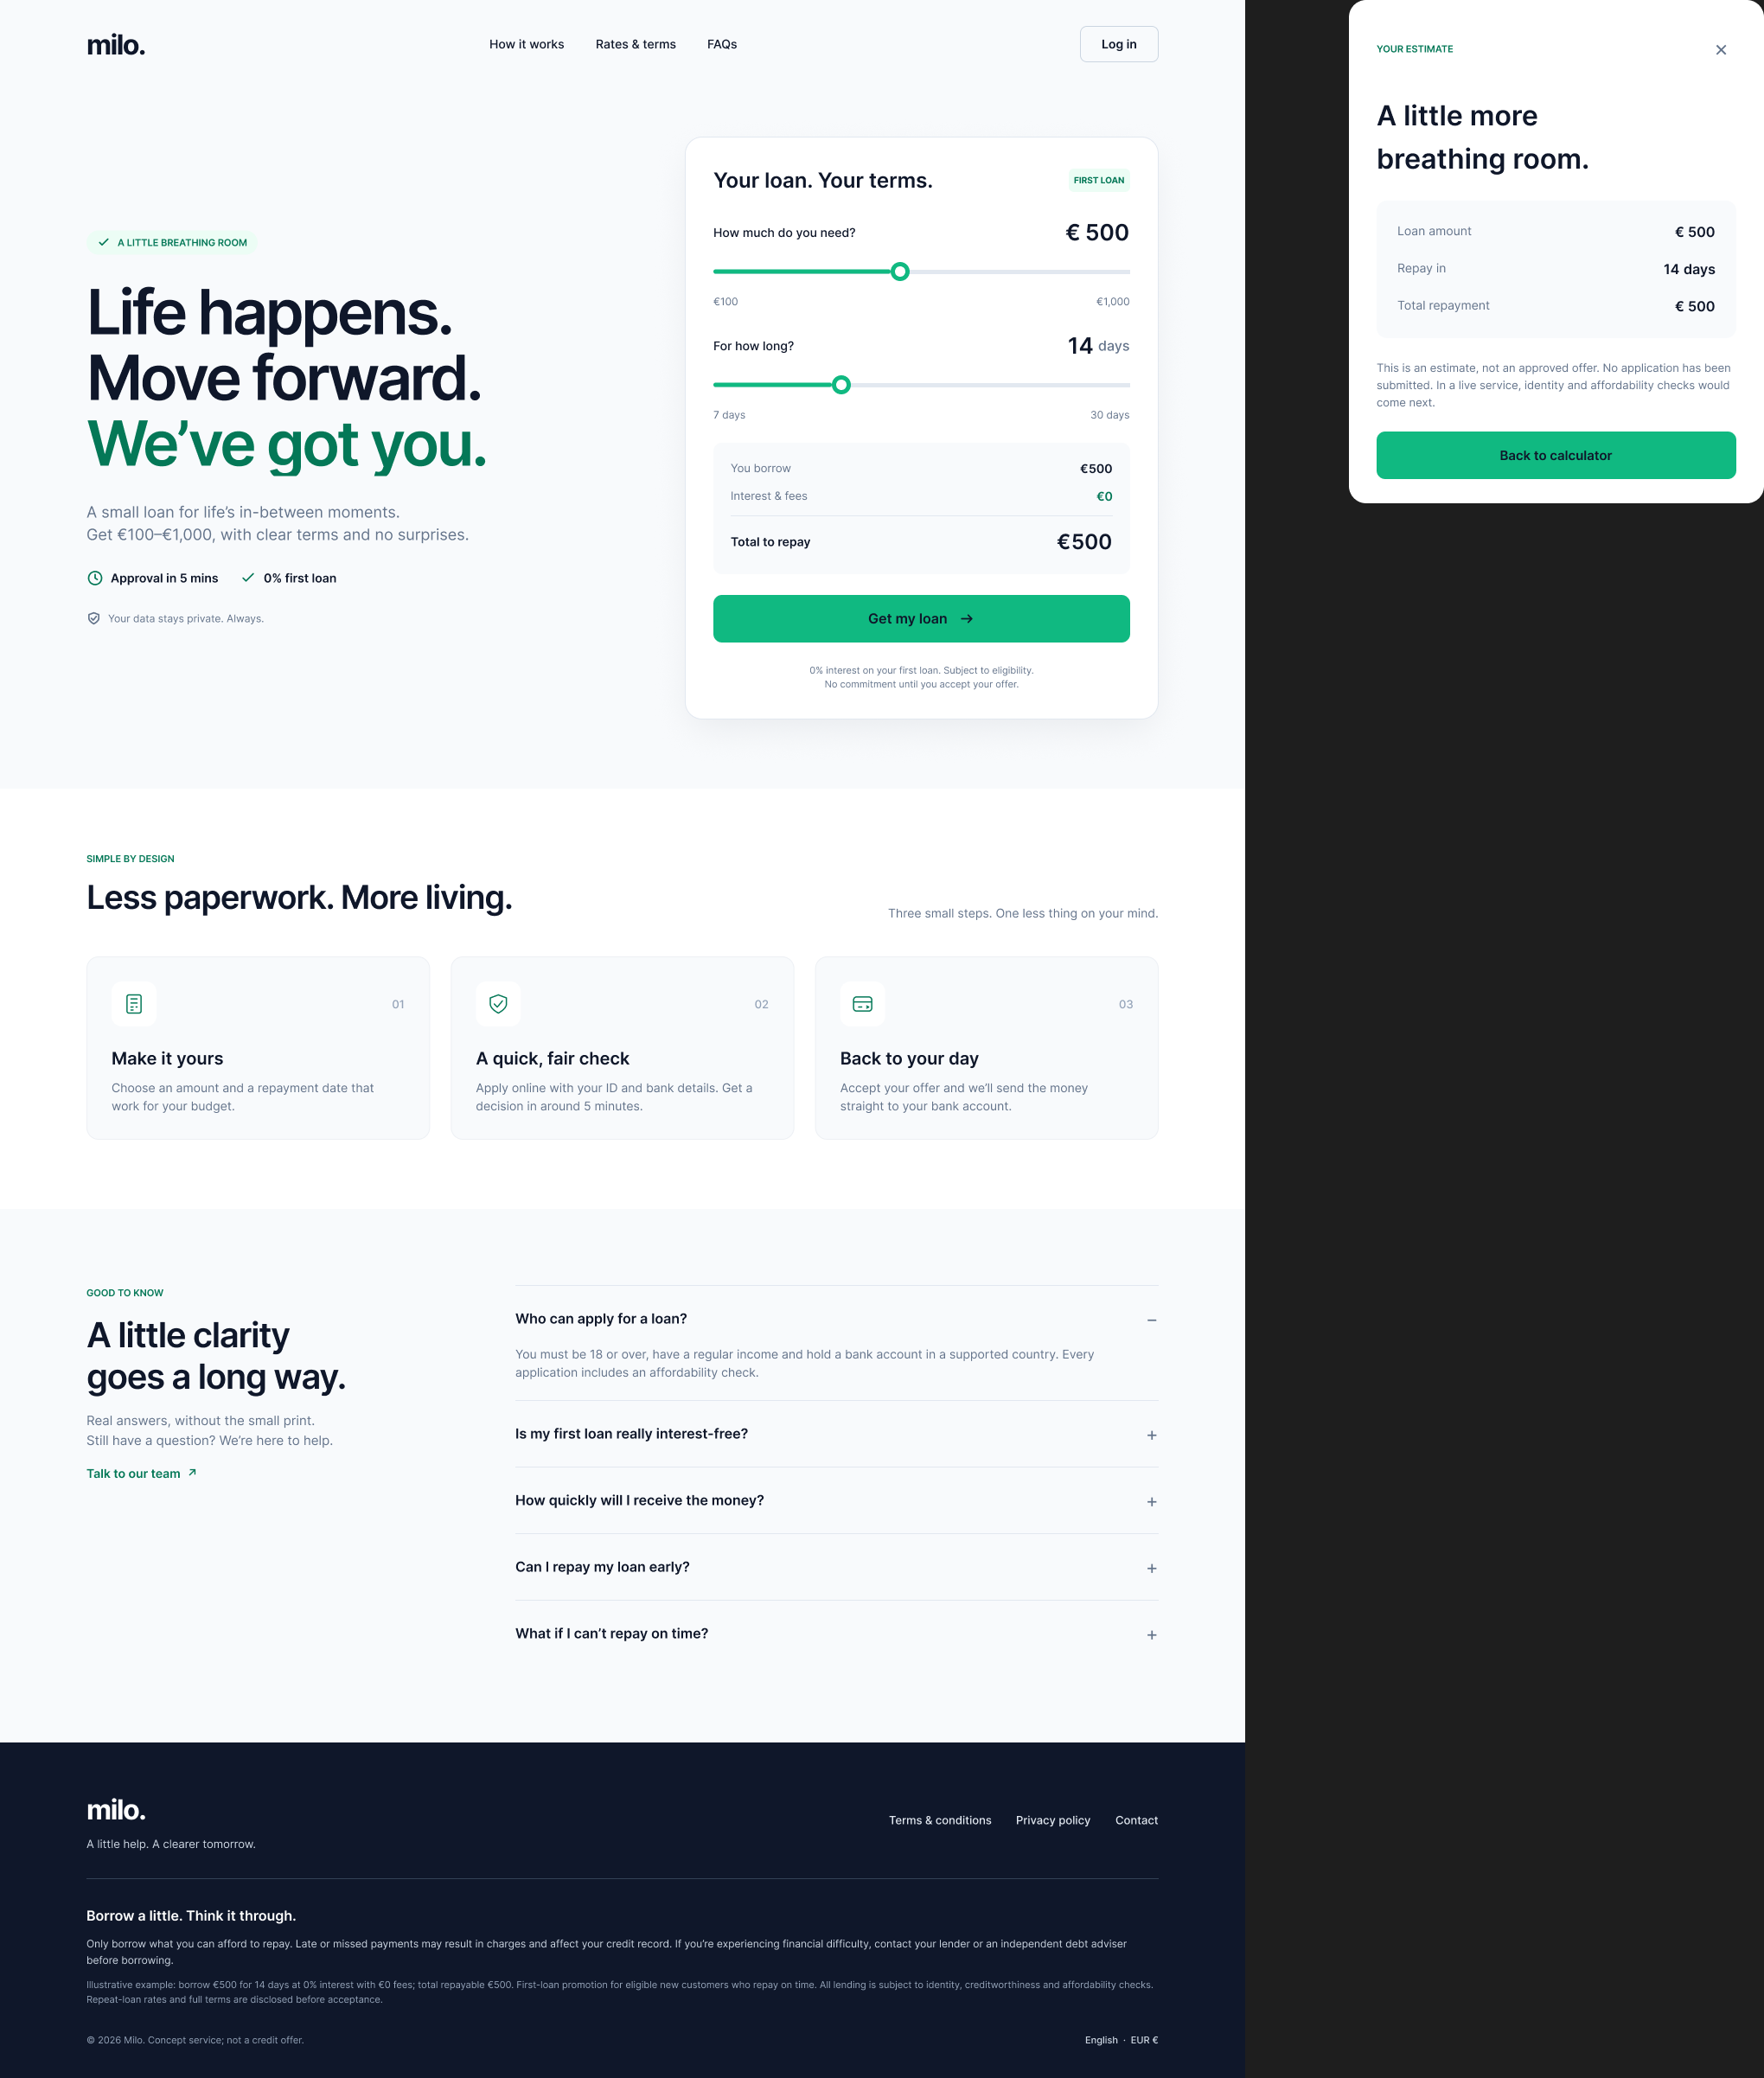 milo.
How it works
Rates & terms
FAQs
Log in
A LITTLE BREATHING ROOM
Life happens.
Move forward.
We’ve got you.
A small loan for life’s in-between moments.
Get €100–€1,000, with clear terms and no surprises.
Approval in 5 mins
0% first loan
Your data stays private. Always.
Your loan. Your terms.
FIRST LOAN
How much do you need?
€ 500
€100
€1,000
For how long?
14 days
7 days
30 days
You borrow
€500
Interest & fees
€0
Total to repay
€500
Get my loan →
0% interest on your first loan. Subject to eligibility.
No commitment until you accept your offer.
YOUR ESTIMATE
×
A little more
breathing room.
Loan amount
€ 500
Repay in
14 days
Total repayment
€ 500
This is an estimate, not an approved offer. No application has been
submitted. In a live service, identity and affordability checks would
come next.
Back to calculator
SIMPLE BY DESIGN
Less paperwork. More living.
Three small steps. One less thing on your mind.
01
Make it yours
Choose an amount and a repayment date that
work for your budget.
02
A quick, fair check
Apply online with your ID and bank details. Get a
decision in around 5 minutes.
03
Back to your day
Accept your offer and we’ll send the money
straight to your bank account.
GOOD TO KNOW
A little clarity
goes a long way.
Real answers, without the small print.
Still have a question? We’re here to help.
Talk to our team ↗
Who can apply for a loan? −
You must be 18 or over, have a regular income and hold a bank account in a supported country. Every
application includes an affordability check.
Is my first loan really interest-free? +
How quickly will I receive the money? +
Can I repay my loan early? +
What if I can’t repay on time? +
milo.
A little help. A clearer tomorrow.
Terms & conditions
Privacy policy
Contact
Borrow a little. Think it through.
Only borrow what you can afford to repay. Late or missed payments may result in charges and affect your credit record. If you’re experiencing financial difficulty, contact your lender or an independent debt adviser
before borrowing.
Illustrative example: borrow €500 for 14 days at 0% interest with €0 fees; total repayable €500. First-loan promotion for eligible new customers who repay on time. All lending is subject to identity, creditworthiness and affordability checks.
Repeat-loan rates and full terms are disclosed before acceptance.
© 2026 Milo. Concept service; not a credit offer.
English · EUR €